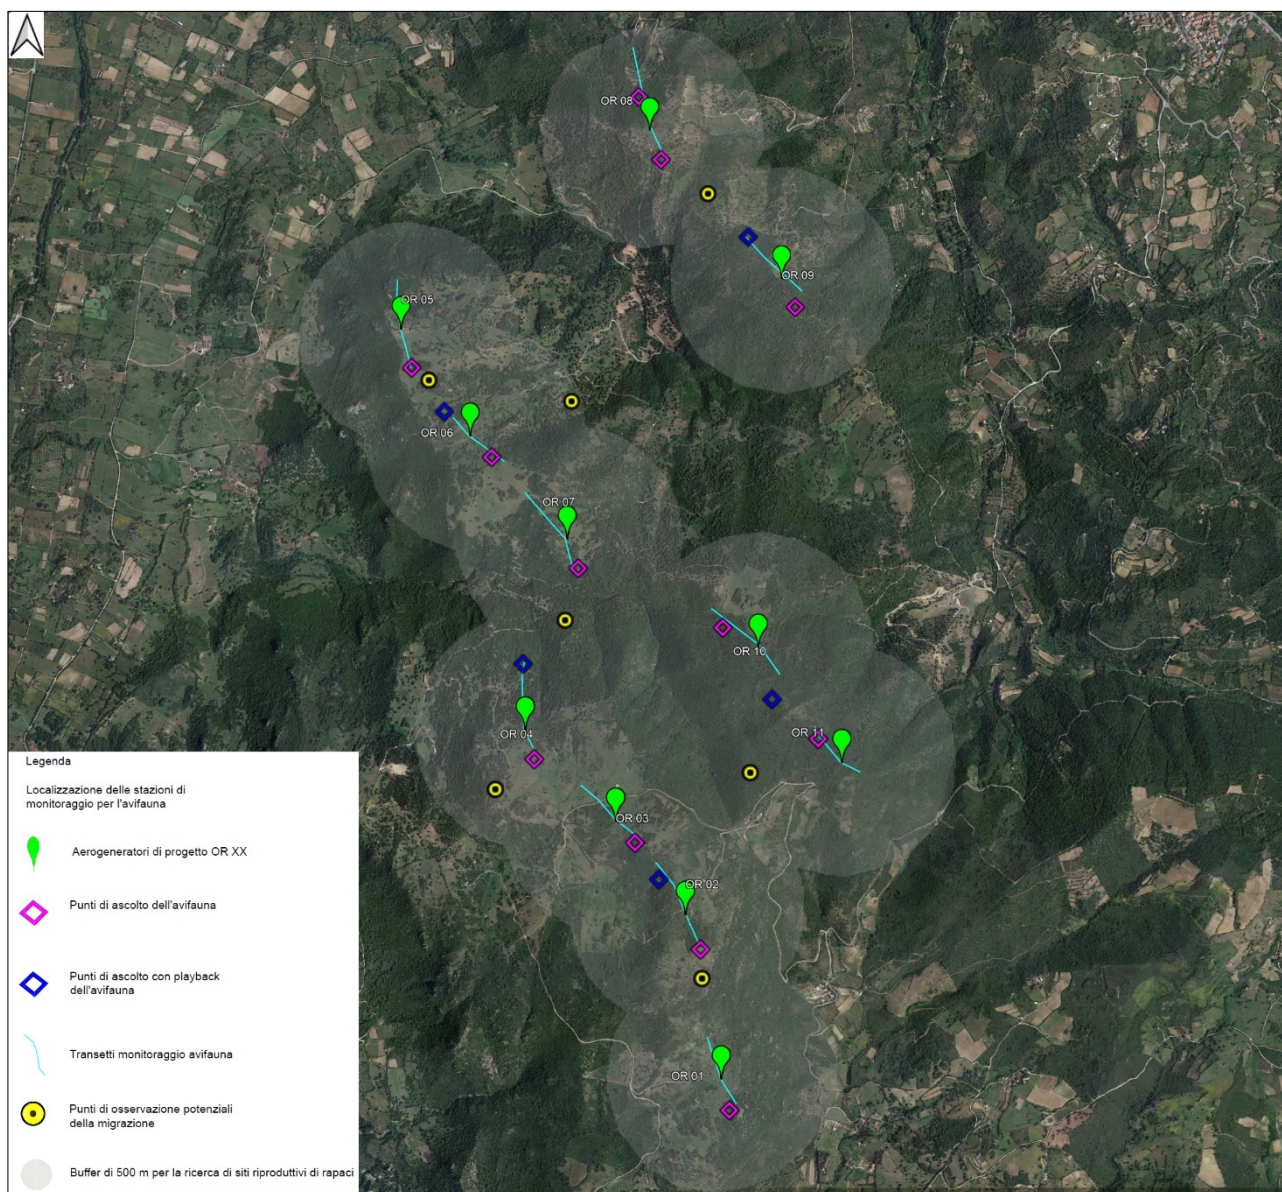 OR 08
OR 09
OR 05
OR 06
OR 07
OR 10
OR 04
OR 11
OR 03
OR 02
OR 01
Legenda
Localizzazione delle stazioni di
monitoraggio per l'avifauna
Aerogeneratori di progetto OR XX
Punti di ascolto dell'avifauna
Punti di ascolto con playback
dell'avifauna
Transetti monitoraggio avifauna
Punti di osservazione potenziali
della migrazione
Buffer di 500 m per la ricerca di siti riproduttivi di rapaci